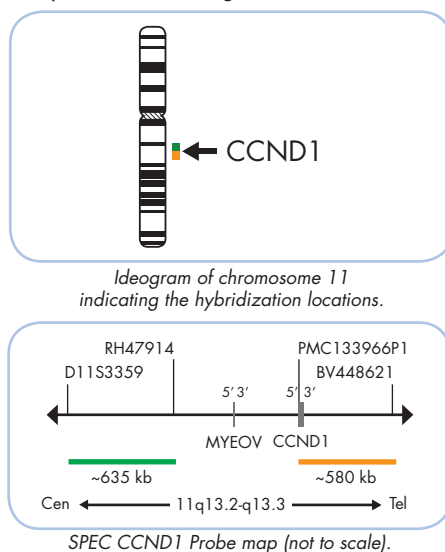 CCND1
Ideogram of chromosome 11
indicating the hybridization locations.
RH47914 PMC133966P1
D11S3359 BV448621
5' 3' 5' 3'
MYEOV CCND1
~635 kb ~580 kb
Cen 11q13.2-q13.3 Tel
SPEC CCND1 Probe map (not to scale).